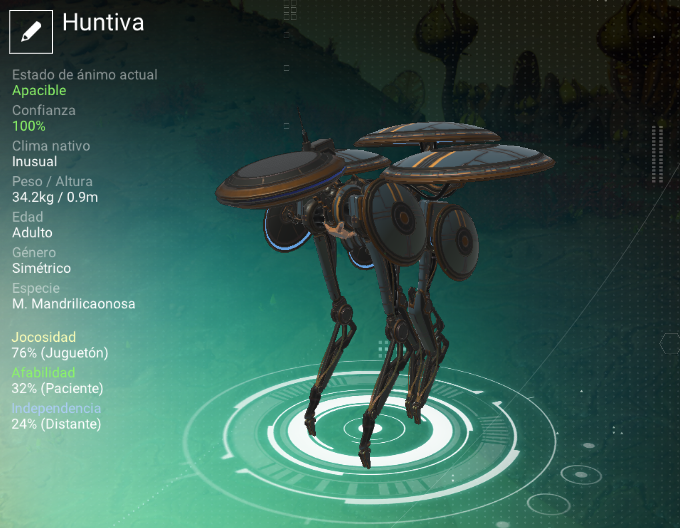 Huntiva
Estado de ánimo actual
Apacible
Confianza
100%
Clima nativo
Inusual
Peso / Altura
34.2kg / 0.9m
Edad
Adulto
Género
Simétrico
Especie
M. Mandrilicaonosa
Jocosidad
76% (Juguetón)
Afabilidad
32% (Paciente)
Independencia
24% (Distante)